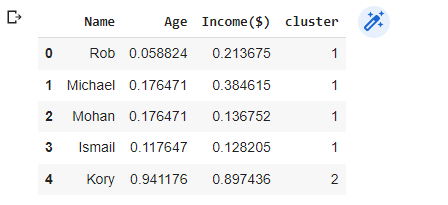 Name Age Income($) cluster
0 Rob 0.058824 0.213675 1
1 Michael 0.176471 0.384615 1
2 Mohan 0.176471 0.136752 1
3 Ismail 0.117647 0.128205 1
4 Kory 0.941176 0.897436 2